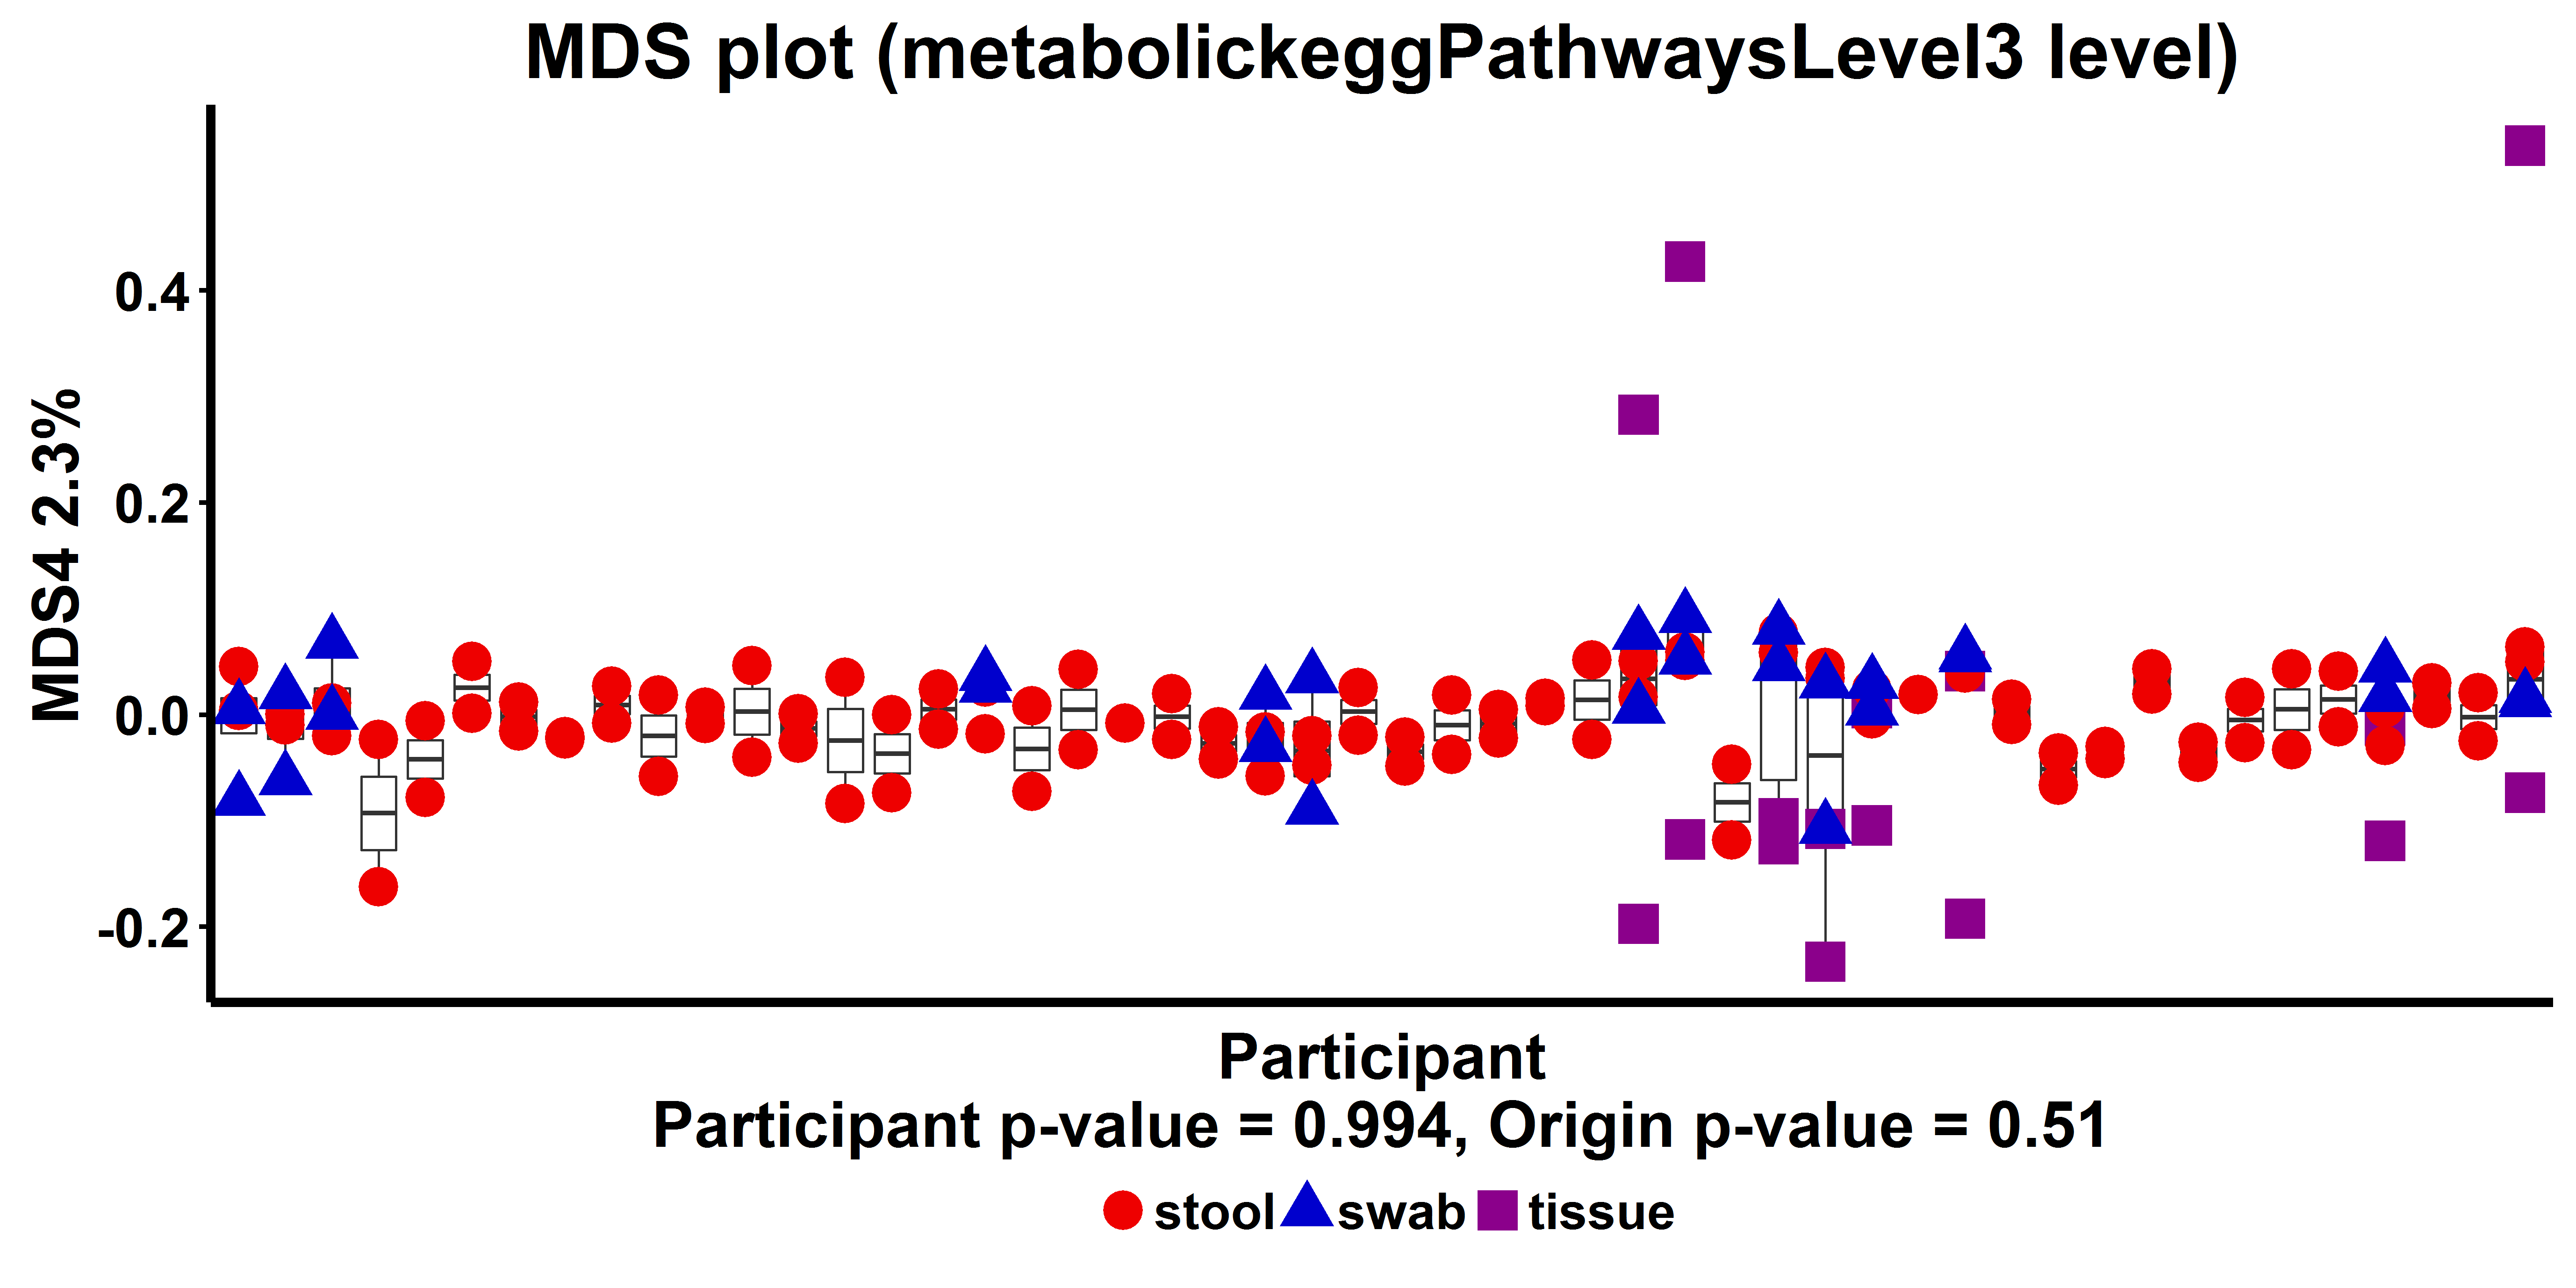 MDS plot (metabolickeggPathwaysLevel3 level)
MDS4 2.3%
0.4
0.2
0.0
-0.2
Participant
Participant p-value = 0.994, Origin p-value = 0.51
stool swab tissue